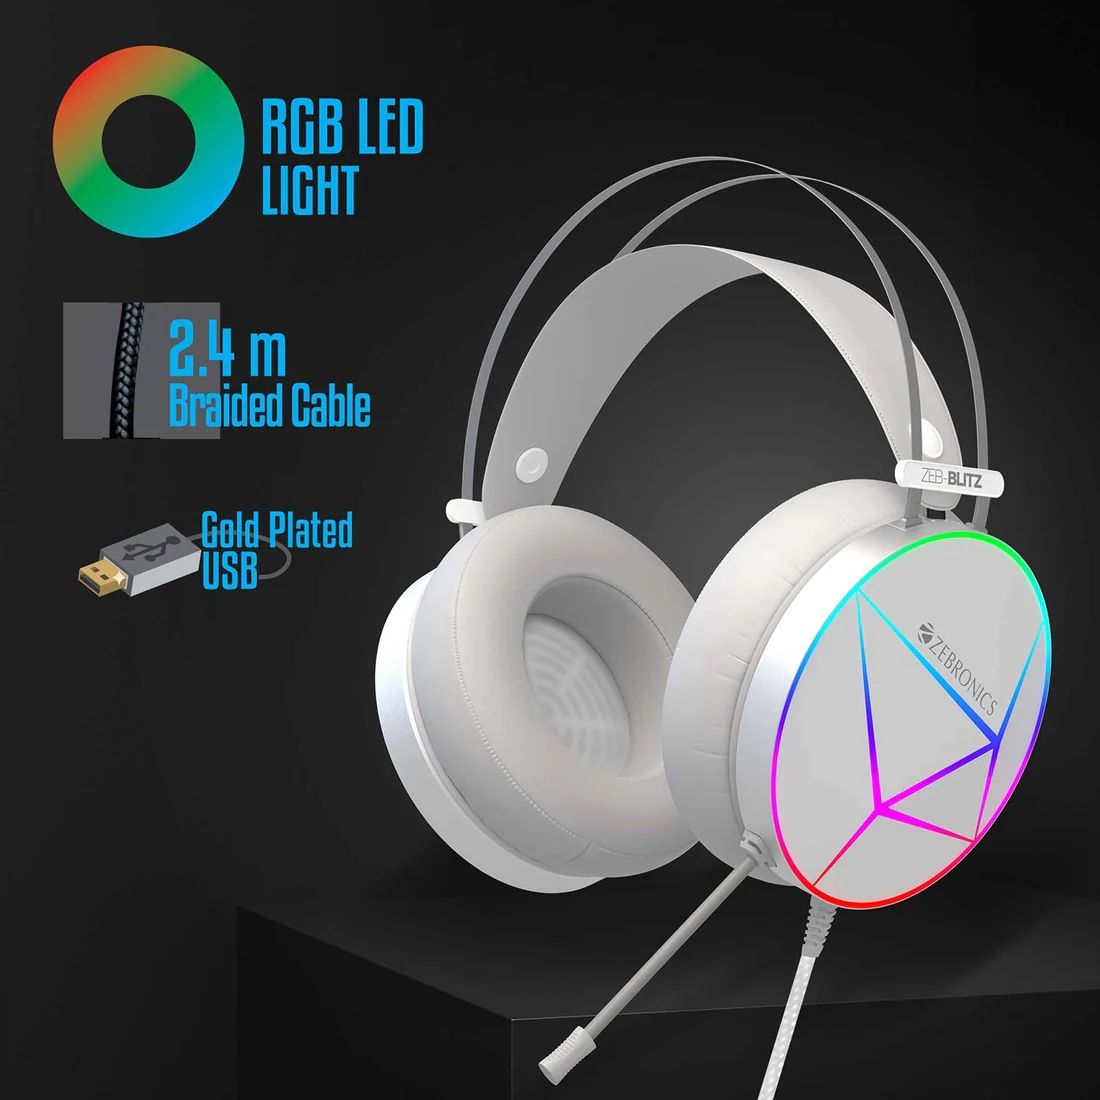 RGB LED
LIGHT
2.4 m
Braided Cable
Gold Plated
USB
ZEB-BLITZ
ZEBRONICS